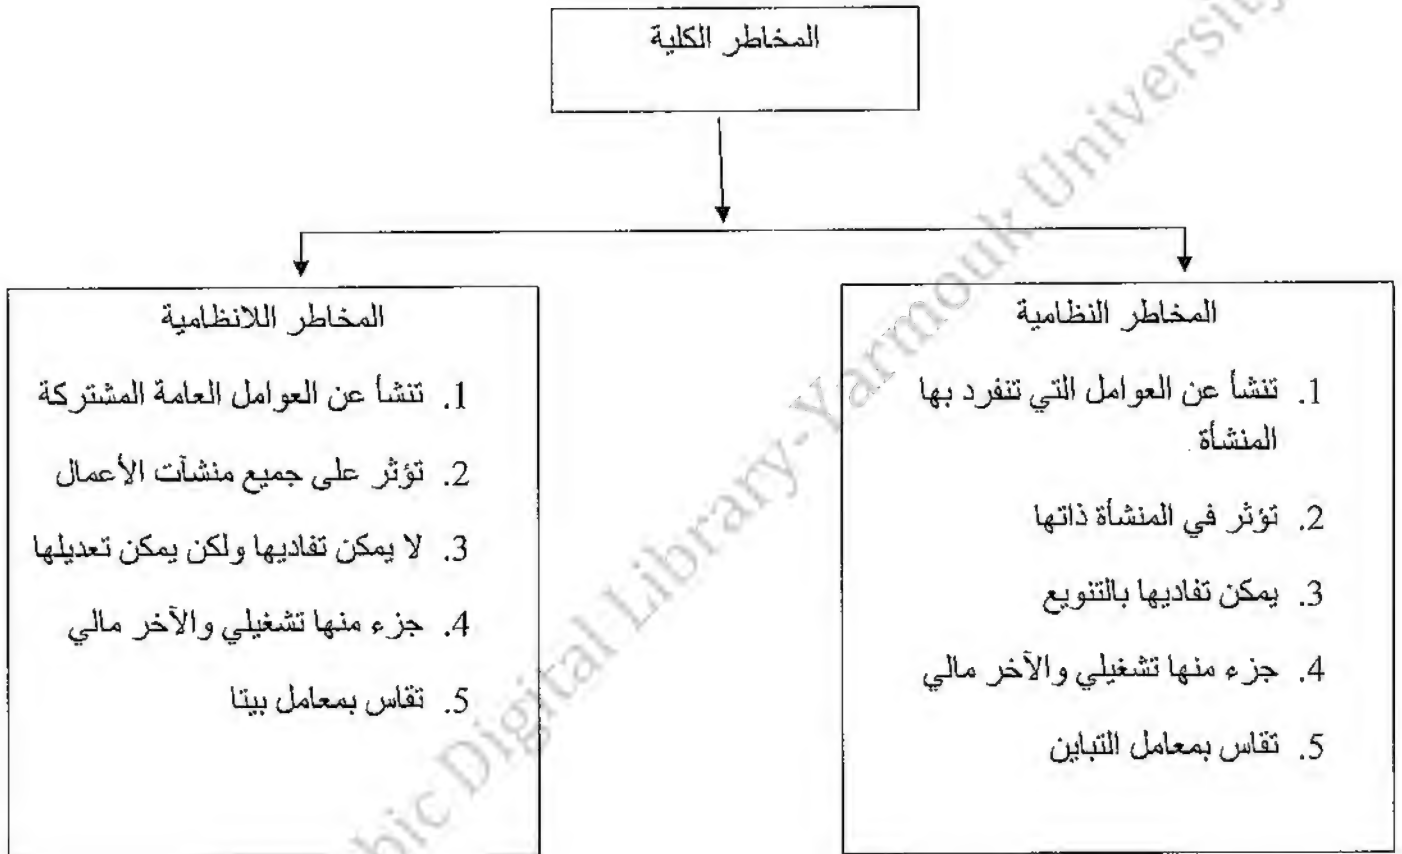 المخاطر الكلية
المخاطر النظامية
1. تنشأ عن العوامل التي تنفرد بها
المنشأة
2. تؤثر في المنشأة ذاتها
3. يمكن تفاديها بالتنويع
4. جزء منها تشغيلي والآخر مالي
5. تقاس بمعامل التباين
المخاطر اللانظامية
1. تنشأ عن العوامل العامة المشتركة
2. تؤثر على جميع منشآت الأعمال
3. لا يمكن تفاديها ولكن يمكن تعديلها
4. جزء منها تشغيلي والآخر مالي
5. تقاس بمعامل بيتا
bic Digital Library-Yarmouk University